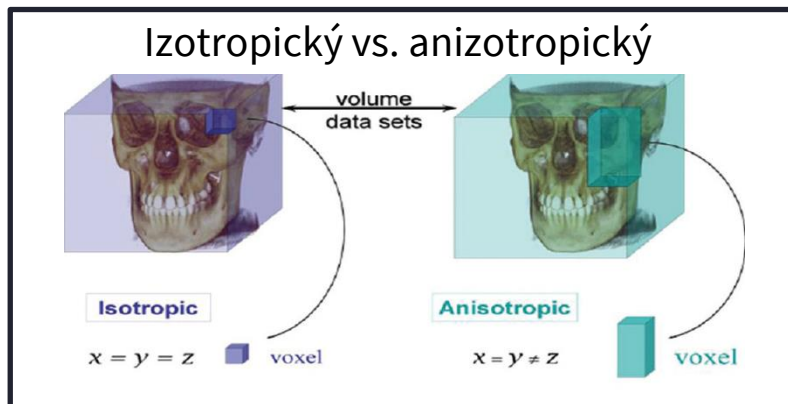 Izotropický vs. anizotropický
volume
data sets
Isotropic
Anisotropic
x = y = z
voxel
x = y ≠ z
voxel